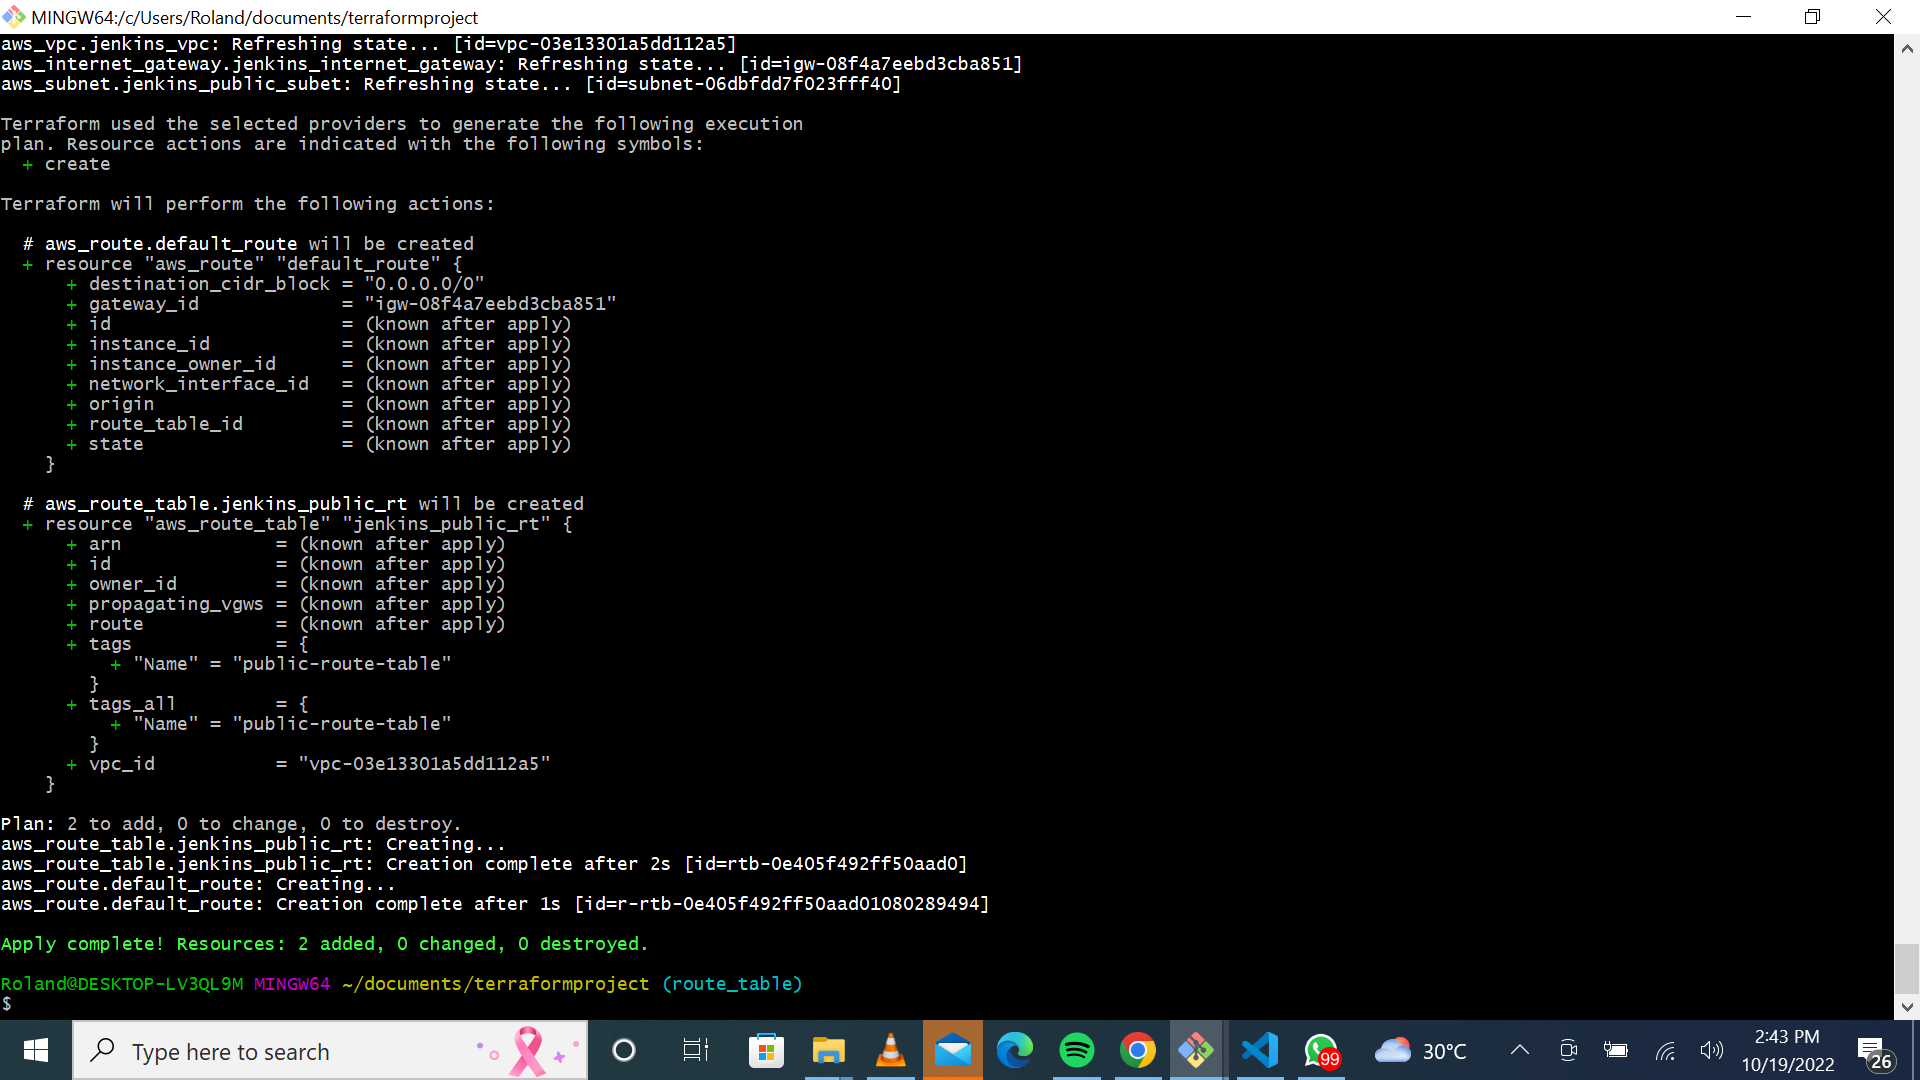 MINGW64:/c/Users/Roland/documents/terraformproject
aws_vpc.jenkins_vpc: Refreshing state... [id=vpc-03e13301a5dd112a5]
aws_internet_gateway.jenkins_internet_gateway: Refreshing state... [id=igw-08f4a7eebd3cba851]
aws_subnet.jenkins_public_subet: Refreshing state... [id=subnet-06dbfdd7f023fff40]
Terraform used the selected providers to generate the following execution
plan. Resource actions are indicated with the following symbols:
  + create
Terraform will perform the following actions:
  # aws_route.default_route will be created
  + resource "aws_route" "default_route" {
      + destination_cidr_block = "0.0.0.0/0"
      + gateway_id             = "igw-08f4a7eebd3cba851"
      + id                     = (known after apply)
      + instance_id            = (known after apply)
      + instance_owner_id      = (known after apply)
      + network_interface_id   = (known after apply)
      + origin                 = (known after apply)
      + route_table_id         = (known after apply)
      + state                  = (known after apply)
    }
  # aws_route_table.jenkins_public_rt will be created
  + resource "aws_route_table" "jenkins_public_rt" {
      + arn              = (known after apply)
      + id               = (known after apply)
      + owner_id         = (known after apply)
      + propagating_vgws = (known after apply)
      + route            = (known after apply)
      + tags             = {
          + "Name" = "public-route-table"
        }
      + tags_all         = {
          + "Name" = "public-route-table"
        }
      + vpc_id           = "vpc-03e13301a5dd112a5"
    }
Plan: 2 to add, 0 to change, 0 to destroy.
aws_route_table.jenkins_public_rt: Creating...
aws_route_table.jenkins_public_rt: Creation complete after 2s [id=rtb-0e405f492ff50aad0]
aws_route.default_route: Creating...
aws_route.default_route: Creation complete after 1s [id=r-rtb-0e405f492ff50aad01080289494]
Apply complete! Resources: 2 added, 0 changed, 0 destroyed.
Roland@DESKTOP-LV3QL9M MINGW64 ~/documents/terraformproject (route_table)
$
Type here to search
99
30°C
2:43 PM
10/19/2022
26